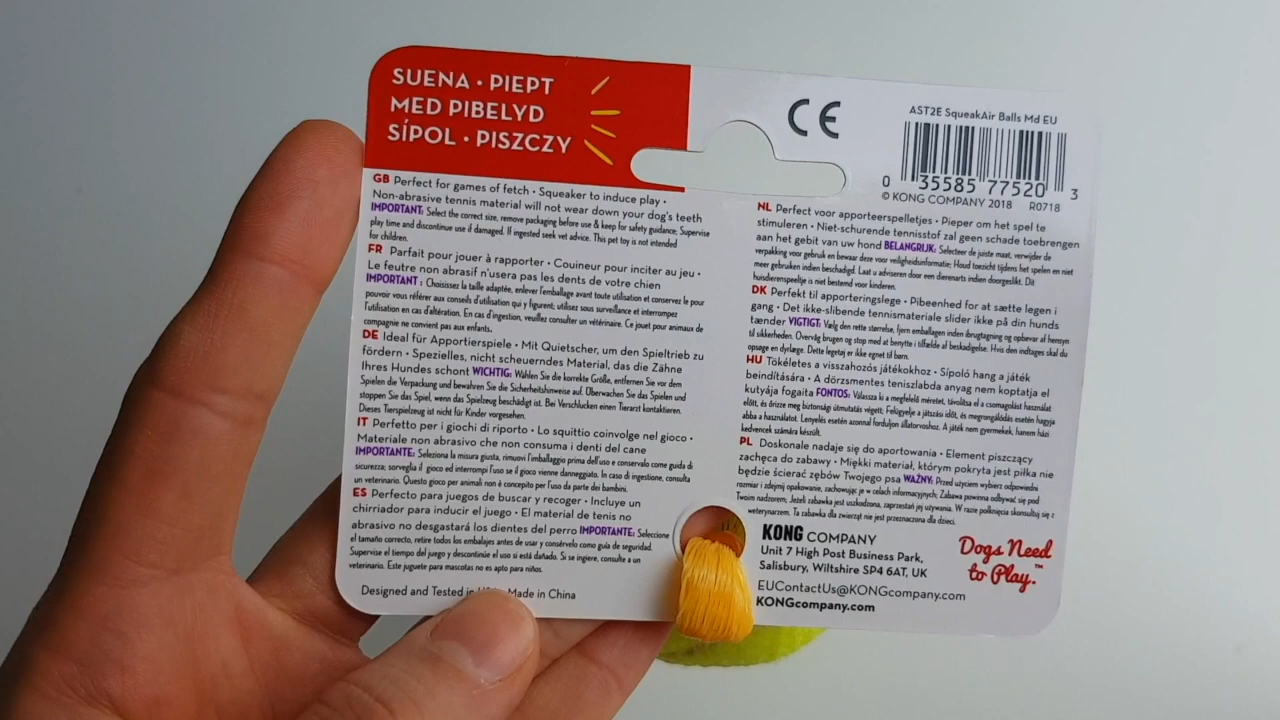 SUENA • PIEPT
MED PIBELYD
SÍPOL • PISZCZY
GB Perfect for games of fetch • Squeaker to induce play •
Non-abrasive tennis material will not wear down your dog's teeth
IMPORTANT: Select the correct size, remove packaging before use & keep for safety guidance; Supervise
play time and discontinue use if damaged. If ingested seek vet advice. This pet toy is not intended
for children.
FR Parfait pour jouer à rapporter • Couineur pour inciter au jeu •
Le feutre non abrasif n'usera pas les dents de votre chien
IMPORTANT : Choisissez la taille adaptée, enlever l'emballage avant toute utilisation et conservez le pour
pouvoir vous référer aux conseils d'utilisation qui y figurent; utilisez sous surveillance et interrompez
l'utilisation en cas d'altération. En cas d'ingestion, veuillez consulter un vétérinaire. Ce jouet pour animaux de
compagnie ne convient pas aux enfants.
DE Ideal für Apportierspiele • Mit Quietscher, um den Spieltrieb zu
fördern • Spezielles, nicht scheuerndes Material, das die Zähne
Ihres Hundes schont WICHTIG: Wählen Sie die korrekte Größe, entfernen Sie vor dem
Spielen die Verpackung und bewahren Sie die Sicherheitshinweise auf. Überwachen Sie das Spielen und
stoppen Sie das Spiel, wenn das Spielzeug beschädigt ist. Bei Verschlucken einen Tierarzt kontaktieren.
Dieses Tierspielzeug ist nicht für Kinder vorgesehen.
IT Perfetto per i giochi di riporto • Lo squittio coinvolge nel gioco •
Materiale non abrasivo che non consuma i denti del cane
IMPORTANTE: Seleziona la misura giusta, rimuovi l'imballaggio prima dell'uso e conservalo come guida di
sicurezza; sorveglia il gioco ed interrompi l'uso se il gioco viene danneggiato. In caso di ingestione, consulta
un veterinario. Questo gioco per animali non è concepito per l'uso da parte dei bambini.
ES Perfecto para juegos de buscar y recoger • Incluye un
chirriador para inducir el juego • El material de tenis no
abrasivo no desgastará los dientes del perro IMPORTANTE: Seleccione
el tamaño correcto, retire todos los embalajes antes de usar y consérvelo como guía de seguridad.
Supervise el tiempo del juego y descontinúe el uso si está dañado. Si se ingiere, consulte a un
veterinario. Este juguete para mascotas no es apto para niños.
Designed and Tested in Made in China
CE
AST2E SqueakAir Balls Md EU
0 35585 77520 3
© KONG COMPANY 2018 R0718
NL Perfect voor apporteerspelletjes • Pieper om het spel te
stimuleren • Niet-schurende tennisstof zal geen schade toebrengen
aan het gebit van uw hond BELANGRIJK: Selecteer de juiste maat, verwijder de
verpakking voor gebruik en bewaar deze voor veiligheidsinformatie; Houd toezicht tijdens het spelen en niet
meer gebruiken indien beschadigd. Laat u adviseren door een dierenarts indien doorgeslikt. Dit
huisdierenspeeltje is niet bestemd voor kinderen.
DK Perfekt til apporteringslege • Pibeenhed for at sætte legen i
gang • Det ikke-slibende tennismateriale slider ikke på din hunds
tænder VIGTIGT: Vælg den rette størrelse, fjern emballagen inden ibrugtagning og opbevar af hensyn
til sikkerheden. Overvåg brugen og stop med at benytte i tilfælde af beskadigelse. Hvis den indtages skal du
opsøge en dyrlæge. Dette legetøj er ikke egnet til børn.
HU Tökéletes a visszahozós játékokhoz • Sípoló hang a játék
beindítására • A dörzsmentes teniszlabda anyag nem koptatja el
kutyája fogaita FONTOS: Válassza ki a megfelelő méretet, távolítsa el a csomagolást használat
előtt, és őrizze meg biztonsági útmutatás végett; Felügyelje a játszási időt, és megrongálódás esetén hagyja
abba a használatot. Lenyelés esetén azonnal forduljon állatorvoshoz. A játék nem gyermekek, hanem házi
kedvencek számára készült.
PL Doskonale nadaje się do aportowania • Element piszczący
zachęca do zabawy • Miękki materiał, którym pokryta jest piłka nie
będzie ścierać zębów Twojego psa WAŻNY: Przed użyciem wybierz odpowiedni
rozmiar i zdejmij opakowanie, zachowując je w celach informacyjnych; Zabawa powinna odbywać się pod
Twoim nadzorem; Jeżeli zabawka jest uszkodzona, zaprzestań jej używania. W razie połknięcia skonsultuj się z
weterynarzem. Ta zabawka dla zwierząt nie jest przeznaczona dla dzieci.
KONG COMPANY
Unit 7 High Post Business Park,
Salisbury, Wiltshire SP4 6AT, UK
EUContactUs@KONGcompany.com
KONGcompany.com
Dogs Need
to Play.™